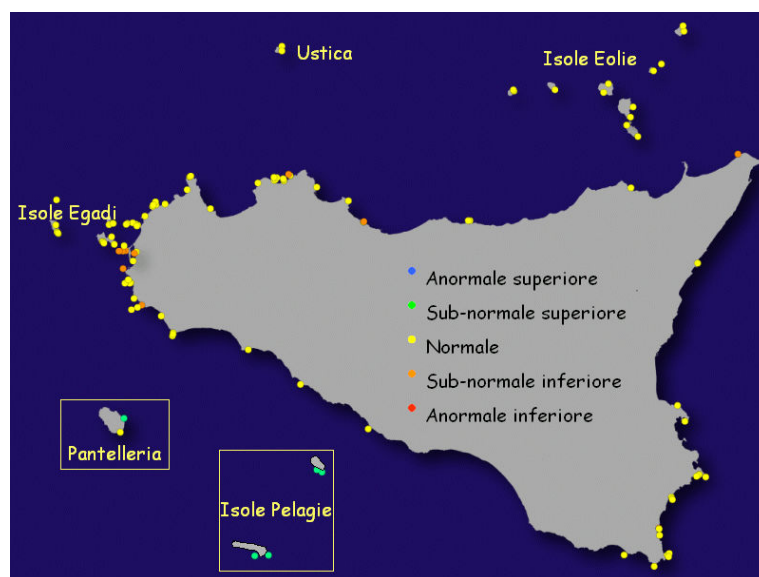 Ustica
Isole Eolie
Isole Egadi
Anormale superiore
Sub-normale superiore
Normale
Sub-normale inferiore
Anormale inferiore
Pantelleria
Isole Pelagie